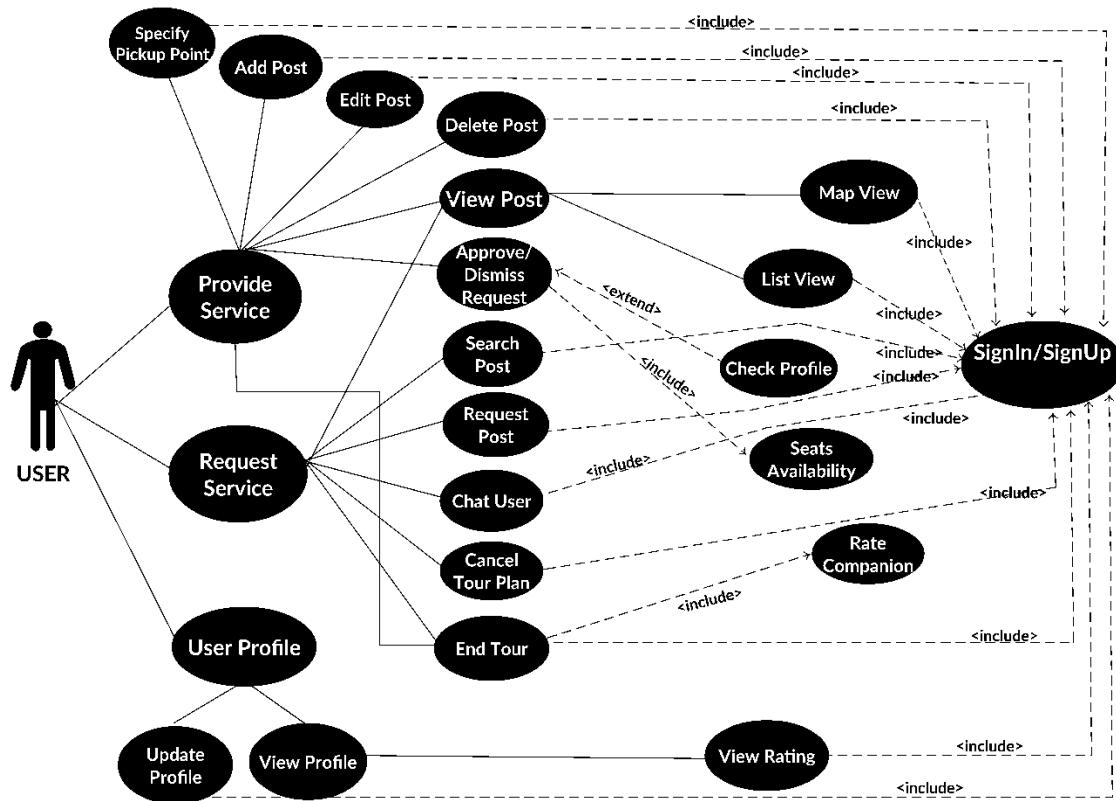 <include>
Specify
Pickup Point
<include>
Add Post
<include>
Edit Post
<include>
Delete Post
View Post
Map View
<include>
Approve/
Dismiss
Request
List View
<include>
Provide
Service
<extend>
Search
Post
<include>
SignIn/SignUp
Check Profile
<include>
<include>
Request
Post
<include>
USER
Request
Service
<include>
Seats
Availability
Chat User
<include>
Cancel
Tour Plan
Rate
Companion
<include>
User Profile
End Tour
<include>
Update
Profile
View Profile
View Rating
<include>
<include>